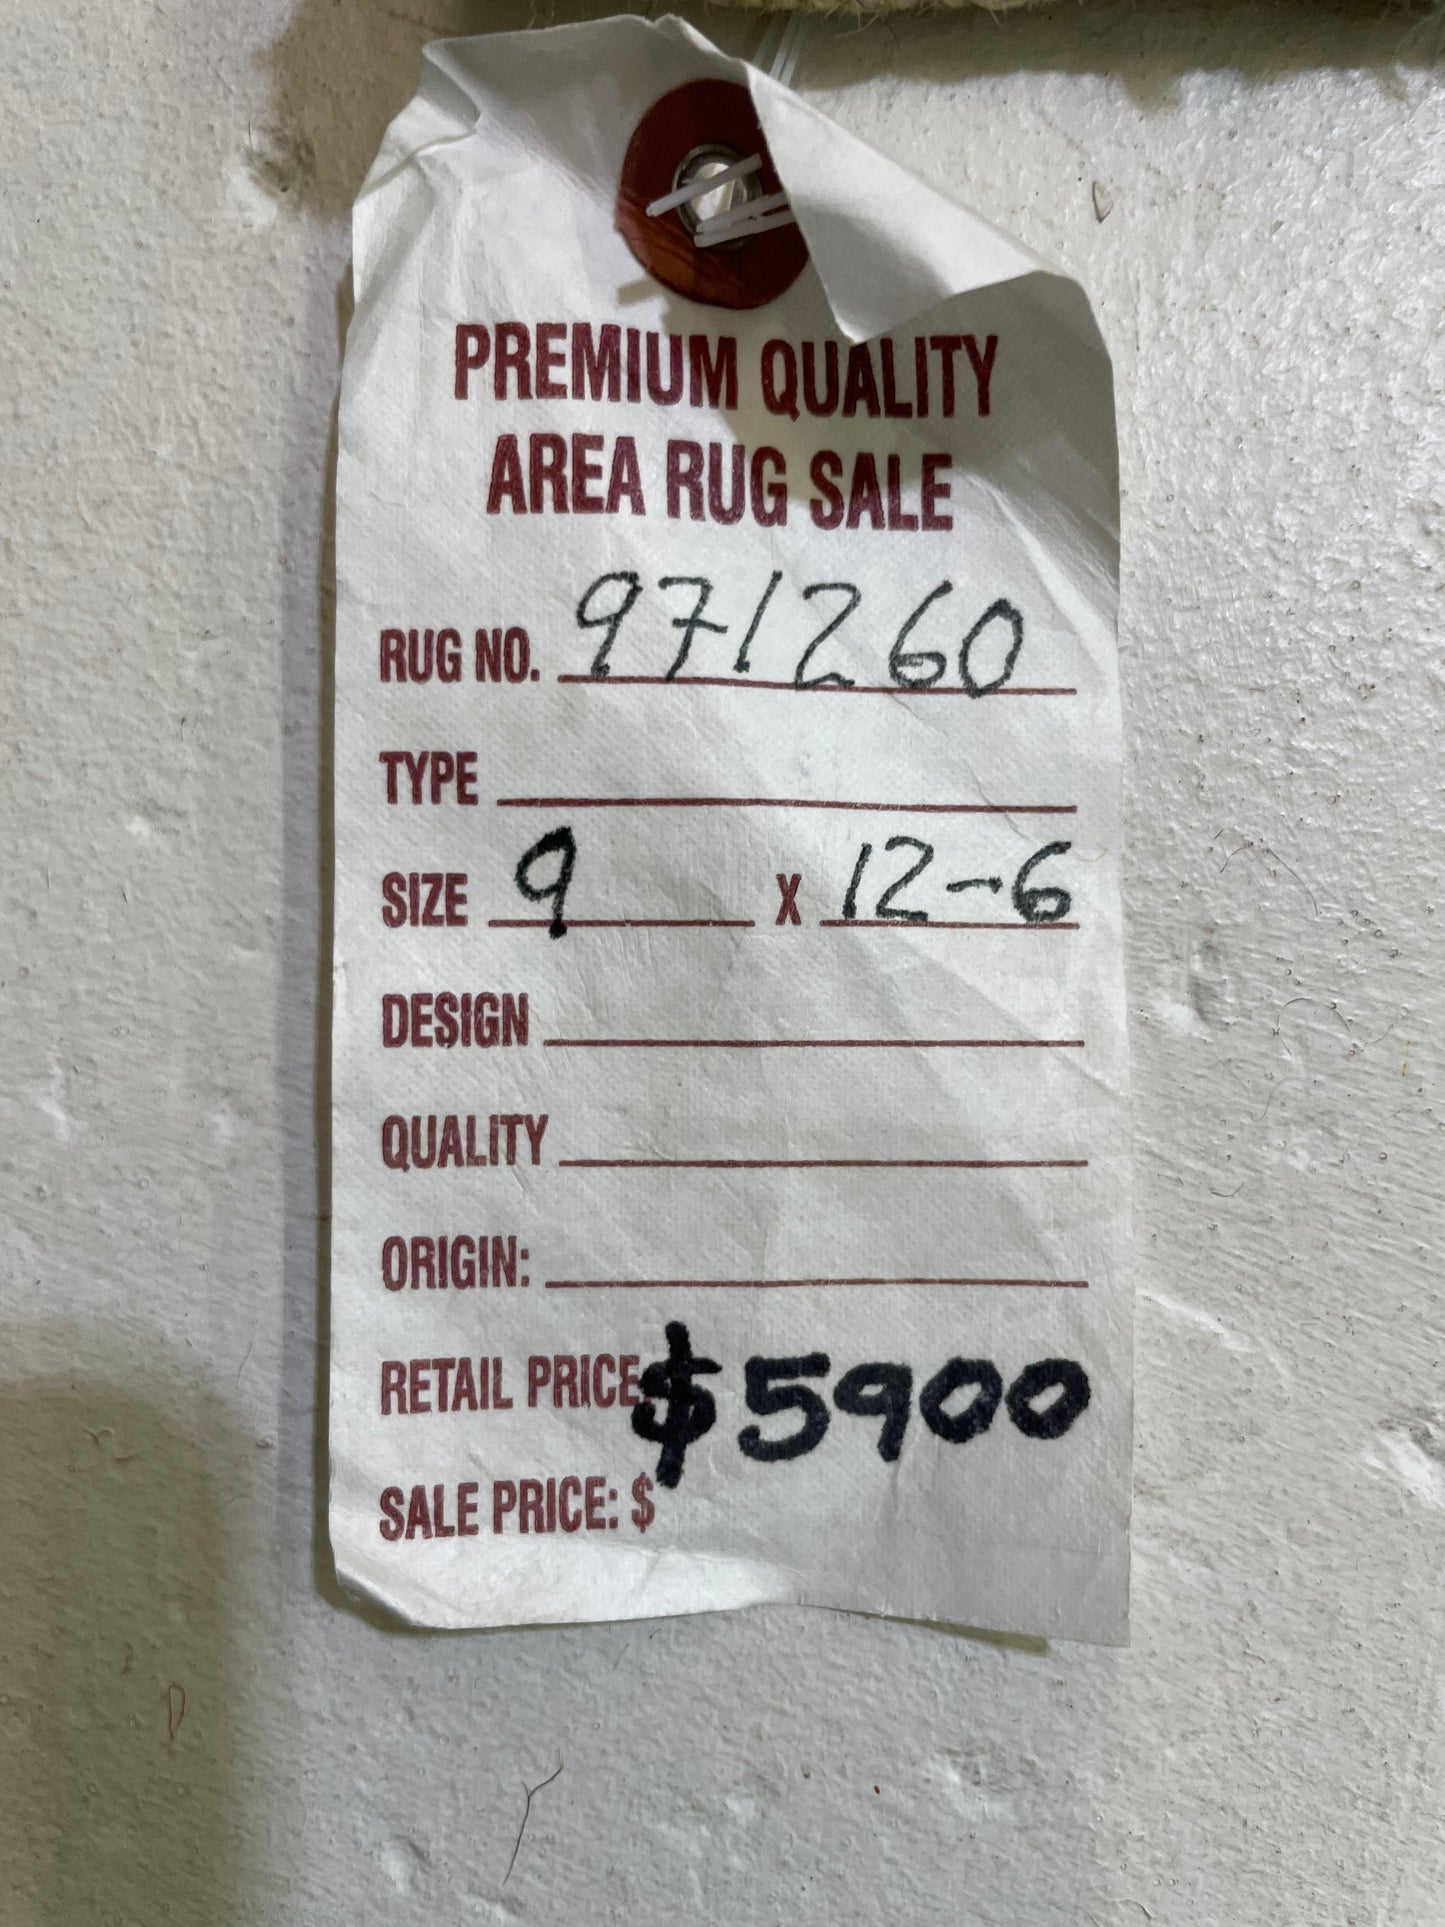 PREMIUM QUALITY
AREA RUG SALE
RUG NO. 971260
TYPE
SIZE 9 X 12-6
DESIGN
QUALITY
ORIGIN:
RETAIL PRICE: $5900
SALE PRICE: $